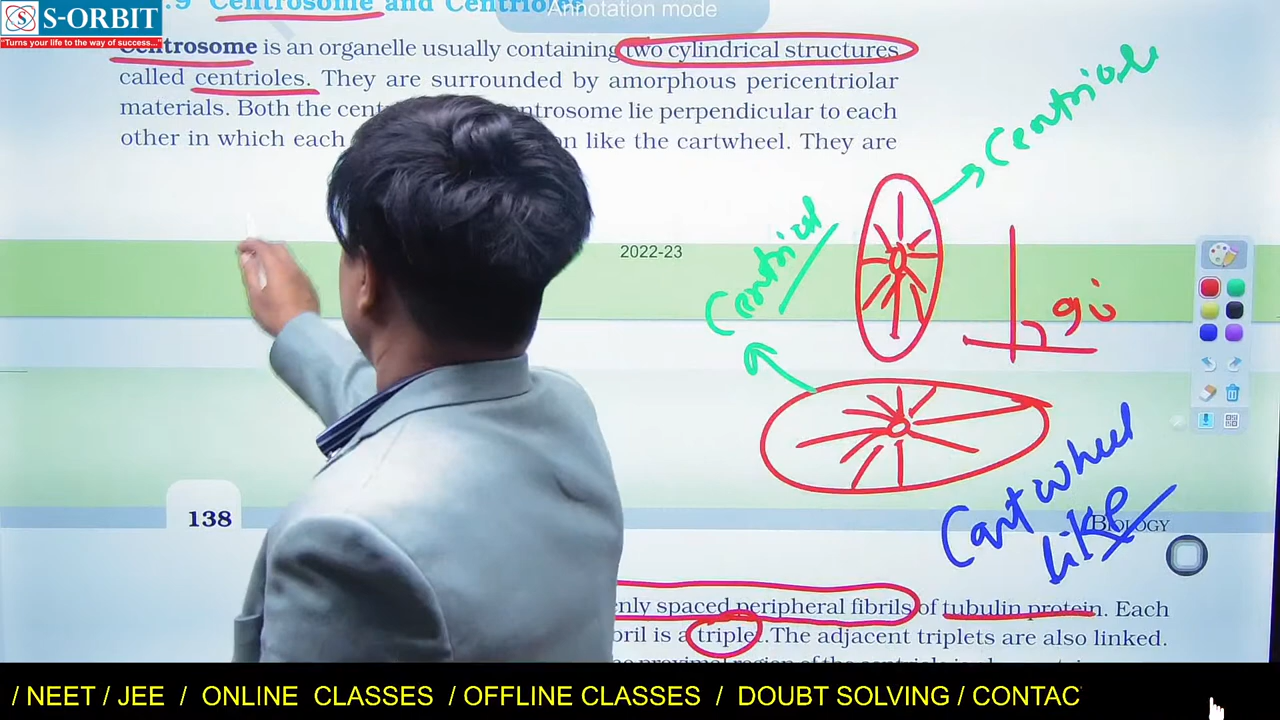 S-ORBIT
"Turns your life to the way of success..."
.9 Centrosome and Centrio
Annotation mode
Centrosome is an organelle usually containing two cylindrical structures
called centrioles. They are surrounded by amorphous pericentriolar
materials. Both the cent entrosome lie perpendicular to each
other in which each on like the cartwheel. They are
Centriole
Centriol
2022-23
90
Cartwheel
like
138
BIOLOGY
enly spaced peripheral fibrils of tubulin protein. Each
bril is a triplet. The adjacent triplets are also linked.
/ NEET / JEE / ONLINE CLASSES / OFFLINE CLASSES / DOUBT SOLVING / CONTAC